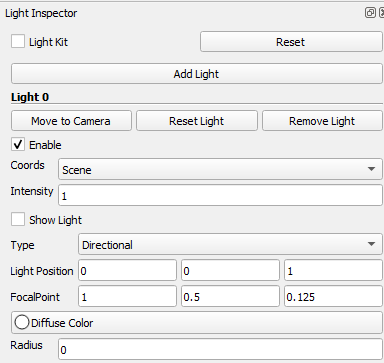 Light Inspector
Light Kit Reset
Add Light
Light 0
Move to Camera Reset Light Remove Light
Enable
Coords Scene
Intensity 1
Show Light
Type Directional
Light Position 0 0 1
FocalPoint 1 0.5 0.125
Diffuse Color
Radius 0